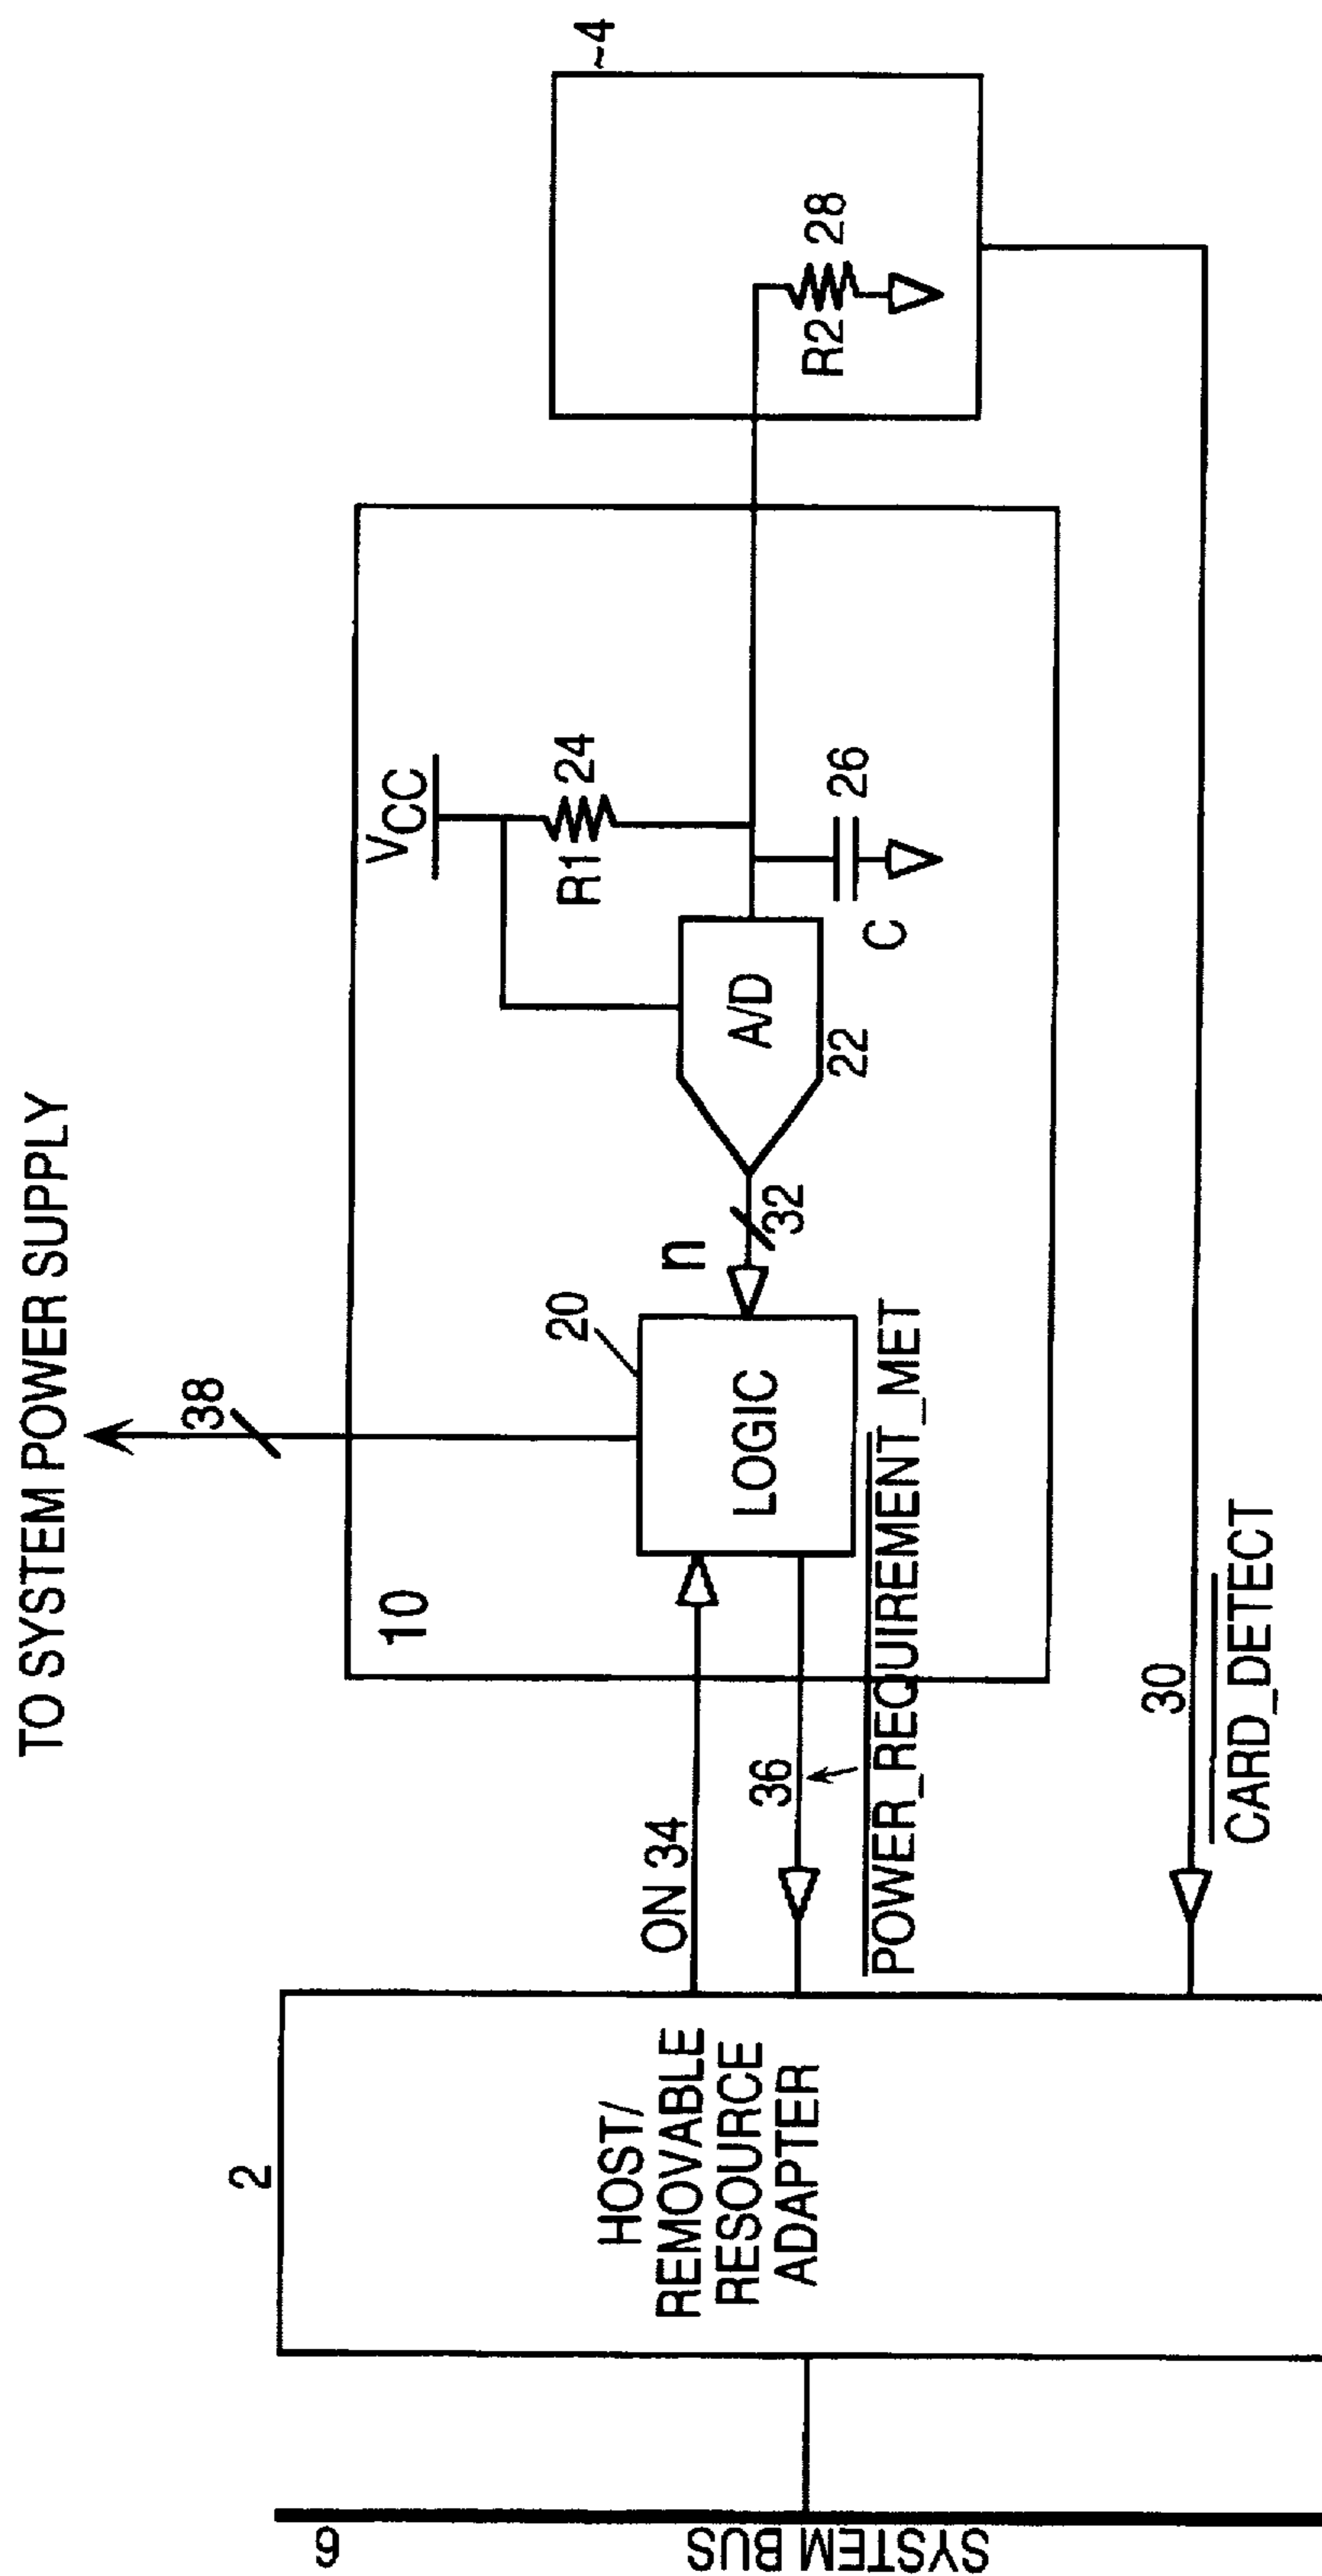 TO SYSTEM POWER SUPPLY
38
10
20
LOGIC
n
32
A/D
22
VCC
R1
24
C
26
~4
R2
28
2
HOST/
REMOVABLE
RESOURCE
ADAPTER
ON 34
36
POWER_REQUIREMENT_MET
30
CARD_DETECT
6
SYSTEM BUS